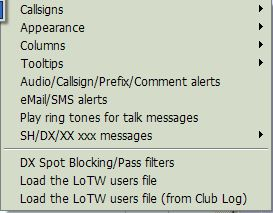 Callsigns
Appearance
Columns
Tooltips
Audio/Callsign/Prefix/Comment alerts
eMail/SMS alerts
Play ring tones for talk messages
SH/DX/XX xxx messages
DX Spot Blocking/Pass filters
Load the LoTW users file
Load the LoTW users file (from Club Log)